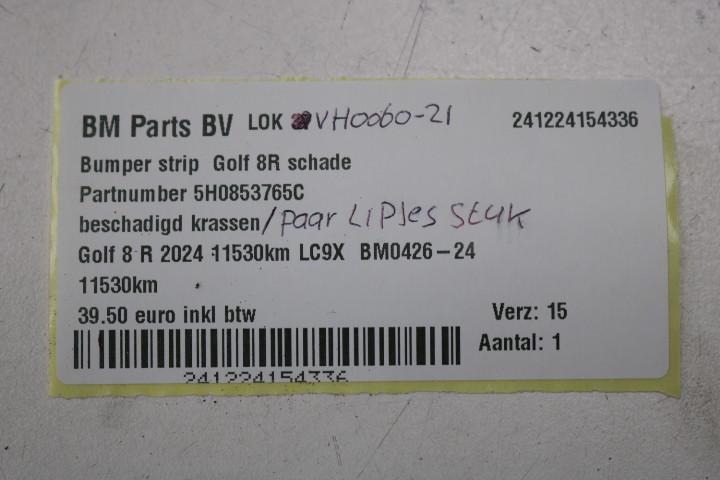 BM Parts BV LOK VH0060-21 241224154336
Bumper strip Golf 8R schade
Partnumber 5H0853765C
beschadigd krassen/paar LIPJes StuK
Golf 8 R 2024 11530km LC9X BM0426-24
11530km
39.50 euro inkl btw Verz: 15
Aantal: 1
241224154336